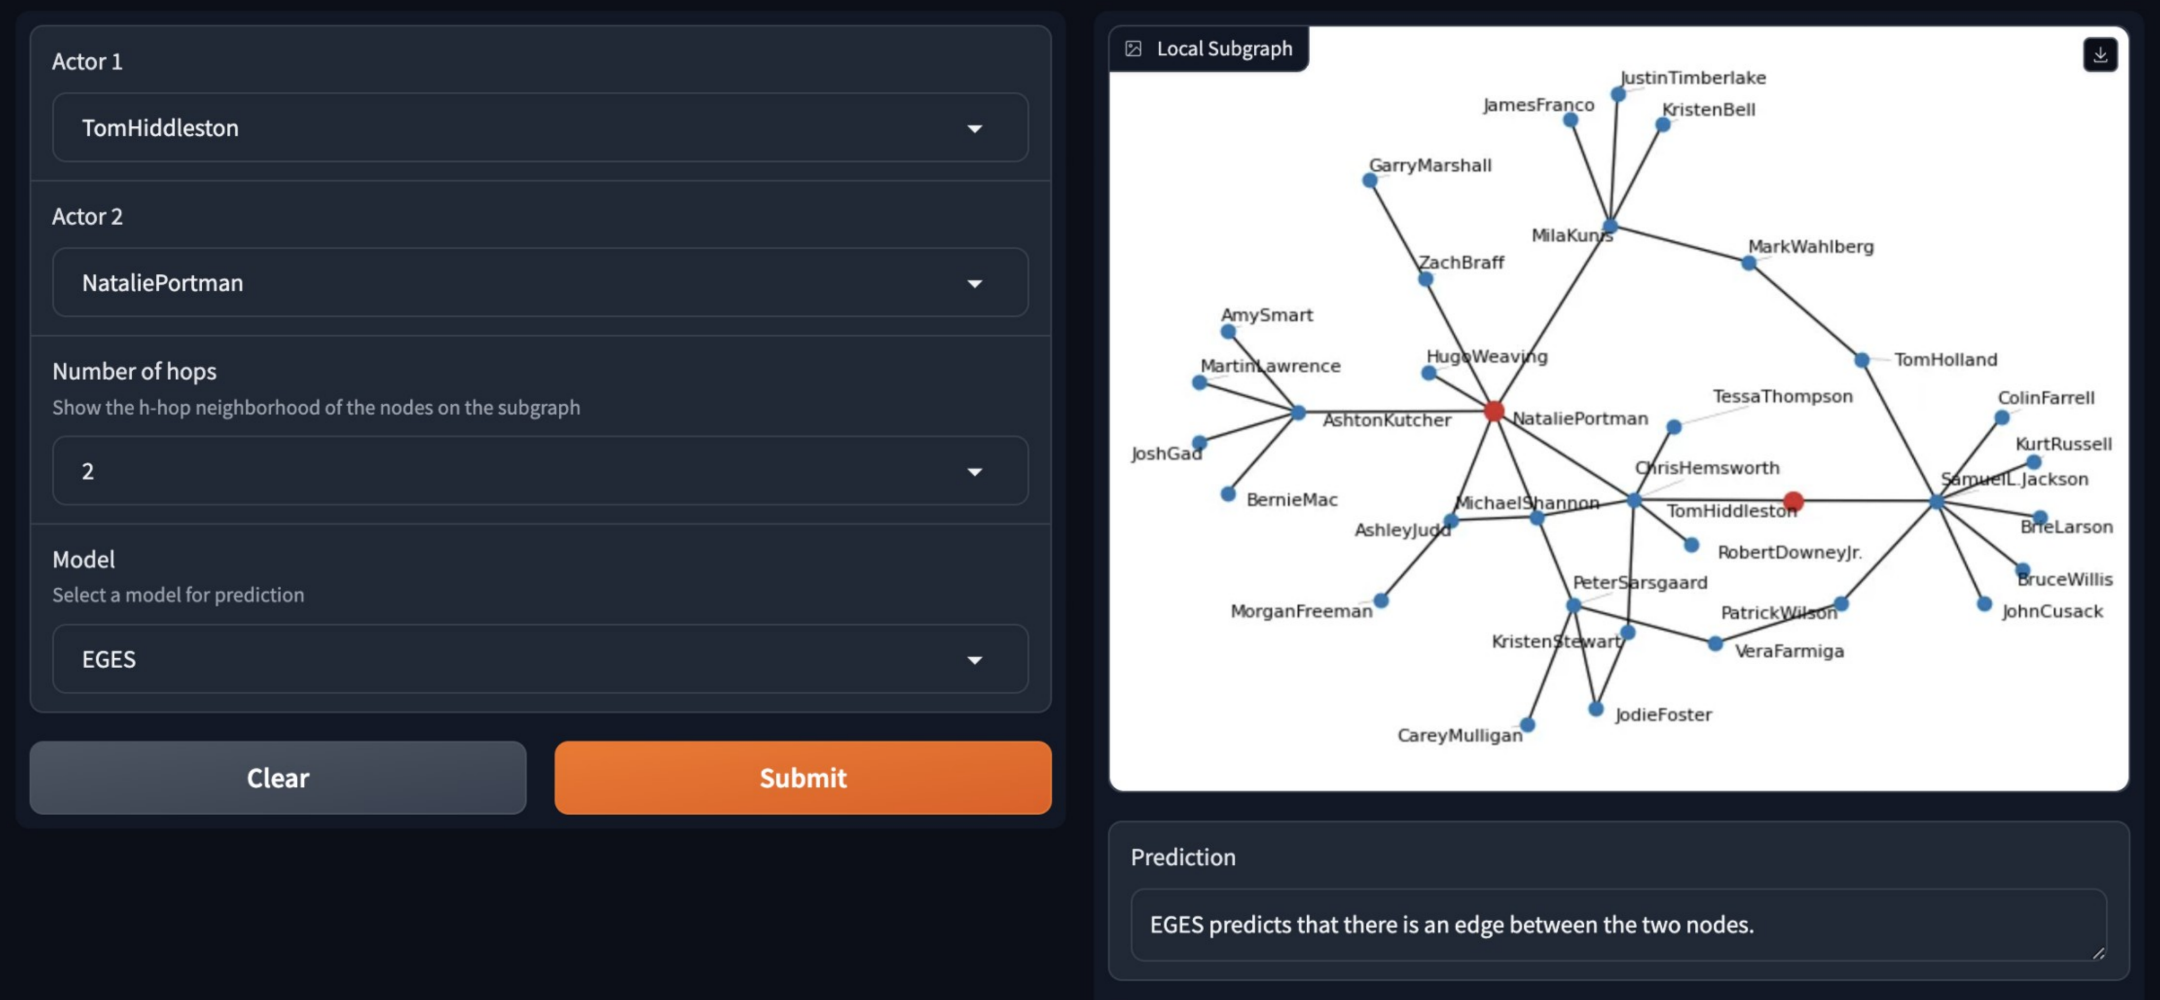 Actor 1
TomHiddleston
Actor 2
NataliePortman
Number of hops
Show the h-hop neighborhood of the nodes on the subgraph
2
Model
Select a model for prediction
EGES
Clear
Submit
Local Subgraph
JustinTimberlake
JamesFranco
KristenBell
GarryMarshall
MilaKunis
MarkWahlberg
ZachBraff
AmySmart
HugoWeaving
TomHolland
MartinLawrence
TessaThompson
ColinFarrell
AshtonKutcher
NataliePortman
KurtRussell
JoshGad
ChrisHemsworth
SamuelL.Jackson
BernieMac
MichaelShannon
TomHiddleston
BrieLarson
AshleyJudd
RobertDowneyJr.
PeterSarsgaard
BruceWillis
MorganFreeman
PatrickWilson
JohnCusack
KristenStewart
VeraFarmiga
JodieFoster
CareyMulligan
Prediction
EGES predicts that there is an edge between the two nodes.